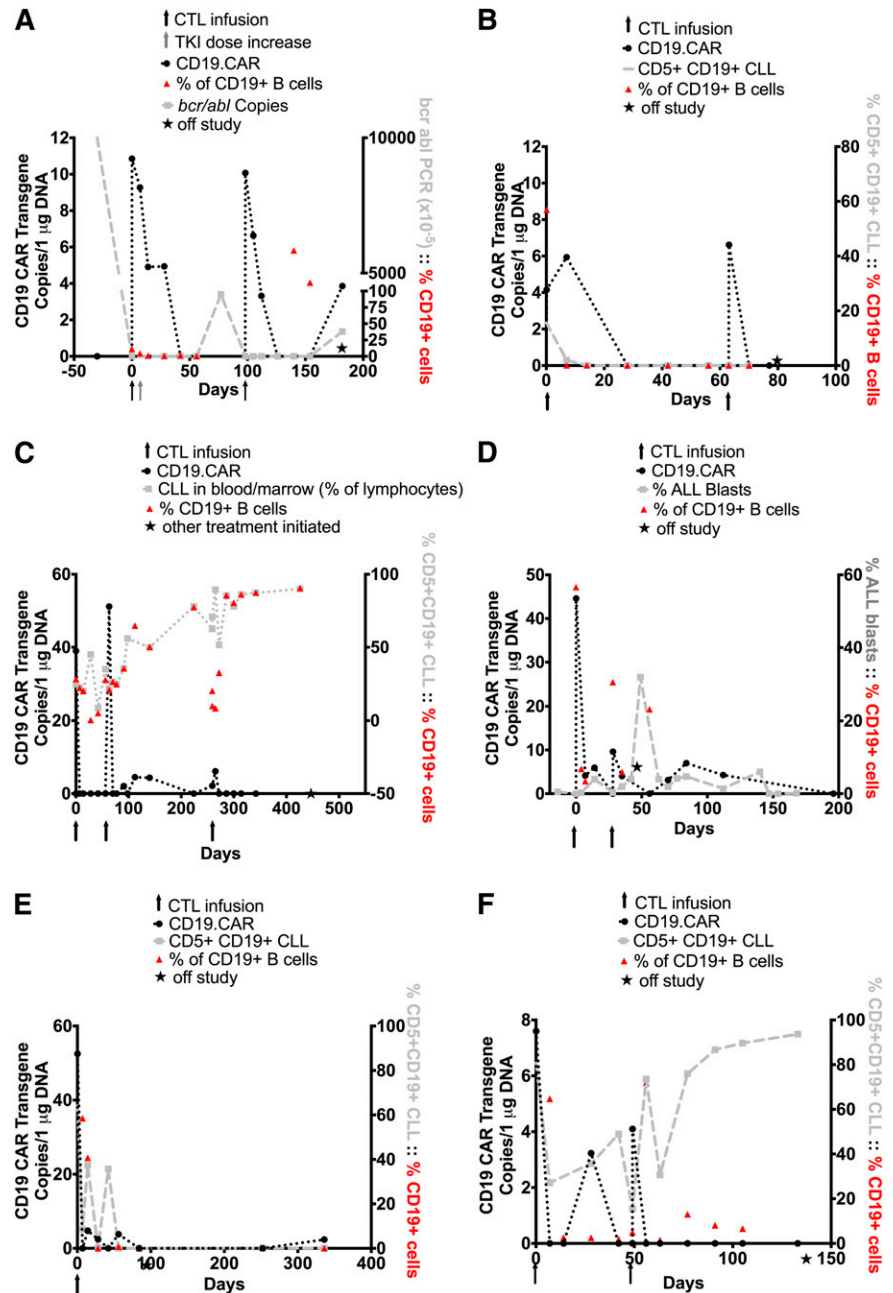 A
CTL infusion
TKI dose increase
CD19.CAR
% of CD19+ B cells
bcr/abl Copies
off study
CD19 CAR Transgene
Copies/1 µg DNA
12
10
8
6
4
2
0
10000
5000
100
75
50
25
0
bcr abl PCR (x10-5) :: % CD19+ cells
-50 0 50 100 150 200
Days
B
CTL infusion
CD19.CAR
CD5+ CD19+ CLL
% of CD19+ B cells
off study
CD19 CAR Transgene
Copies/1 µg DNA
14
12
10
8
6
4
2
0
80
60
40
20
0
% CD5+ CD19+ CLL :: % CD19+ B cells
0 20 40 60 80 100
Days
C
CTL infusion
CD19.CAR
CLL in blood/marrow (% of lymphocytes)
% CD19+ B cells
other treatment initiated
CD19 CAR Transgene
Copies/1 µg DNA
60
40
20
0
100
50
0
-50
% CD5+CD19+ CLL :: % CD19+ cells
0 100 200 300 400 500
Days
D
CTL infusion
CD19.CAR
% ALL Blasts
% of CD19+ B cells
off study
CD19 CAR Transgene
Copies/1 µg DNA
50
40
30
20
10
0
60
40
20
0
% ALL blasts :: % CD19+ cells
0 50 100 150 200
Days
E
CTL infusion
CD19.CAR
CD5+ CD19+ CLL
% of CD19+ B cells
off study
CD19 CAR Transgene
Copies/1 µg DNA
60
40
20
0
100
80
60
40
20
0
% CD5+CD19+ CLL :: % CD19+ cells
0 100 200 300 400
Days
F
CTL infusion
CD19.CAR
CD5+ CD19+ CLL
% of CD19+ B cells
off study
CD19 CAR Transgene
Copies/1 µg DNA
8
6
4
2
0
100
80
60
40
20
0
% CD5+CD19+ CLL :: % CD19+ cells
0 50 100 150
Days